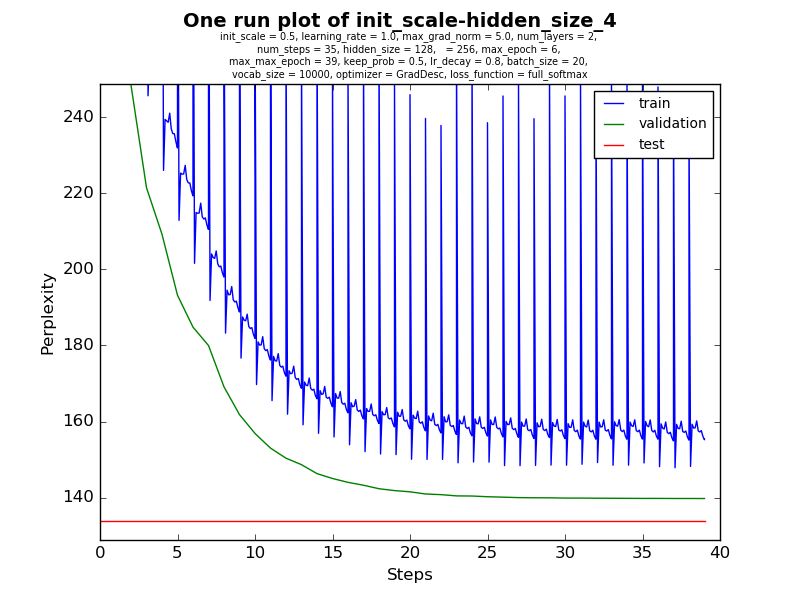 One run plot of init_scale-hidden_size_4
init_scale = 0.5, learning_rate = 1.0, max_grad_norm = 5.0, num_layers = 2,
num_steps = 35, hidden_size = 128,   = 256, max_epoch = 6,
max_max_epoch = 39, keep_prob = 0.5, lr_decay = 0.8, batch_size = 20,
vocab_size = 10000, optimizer = GradDesc, loss_function = full_softmax
train
validation
test
240
220
200
180
160
140
Perplexity
0 5 10 15 20 25 30 35 40
Steps